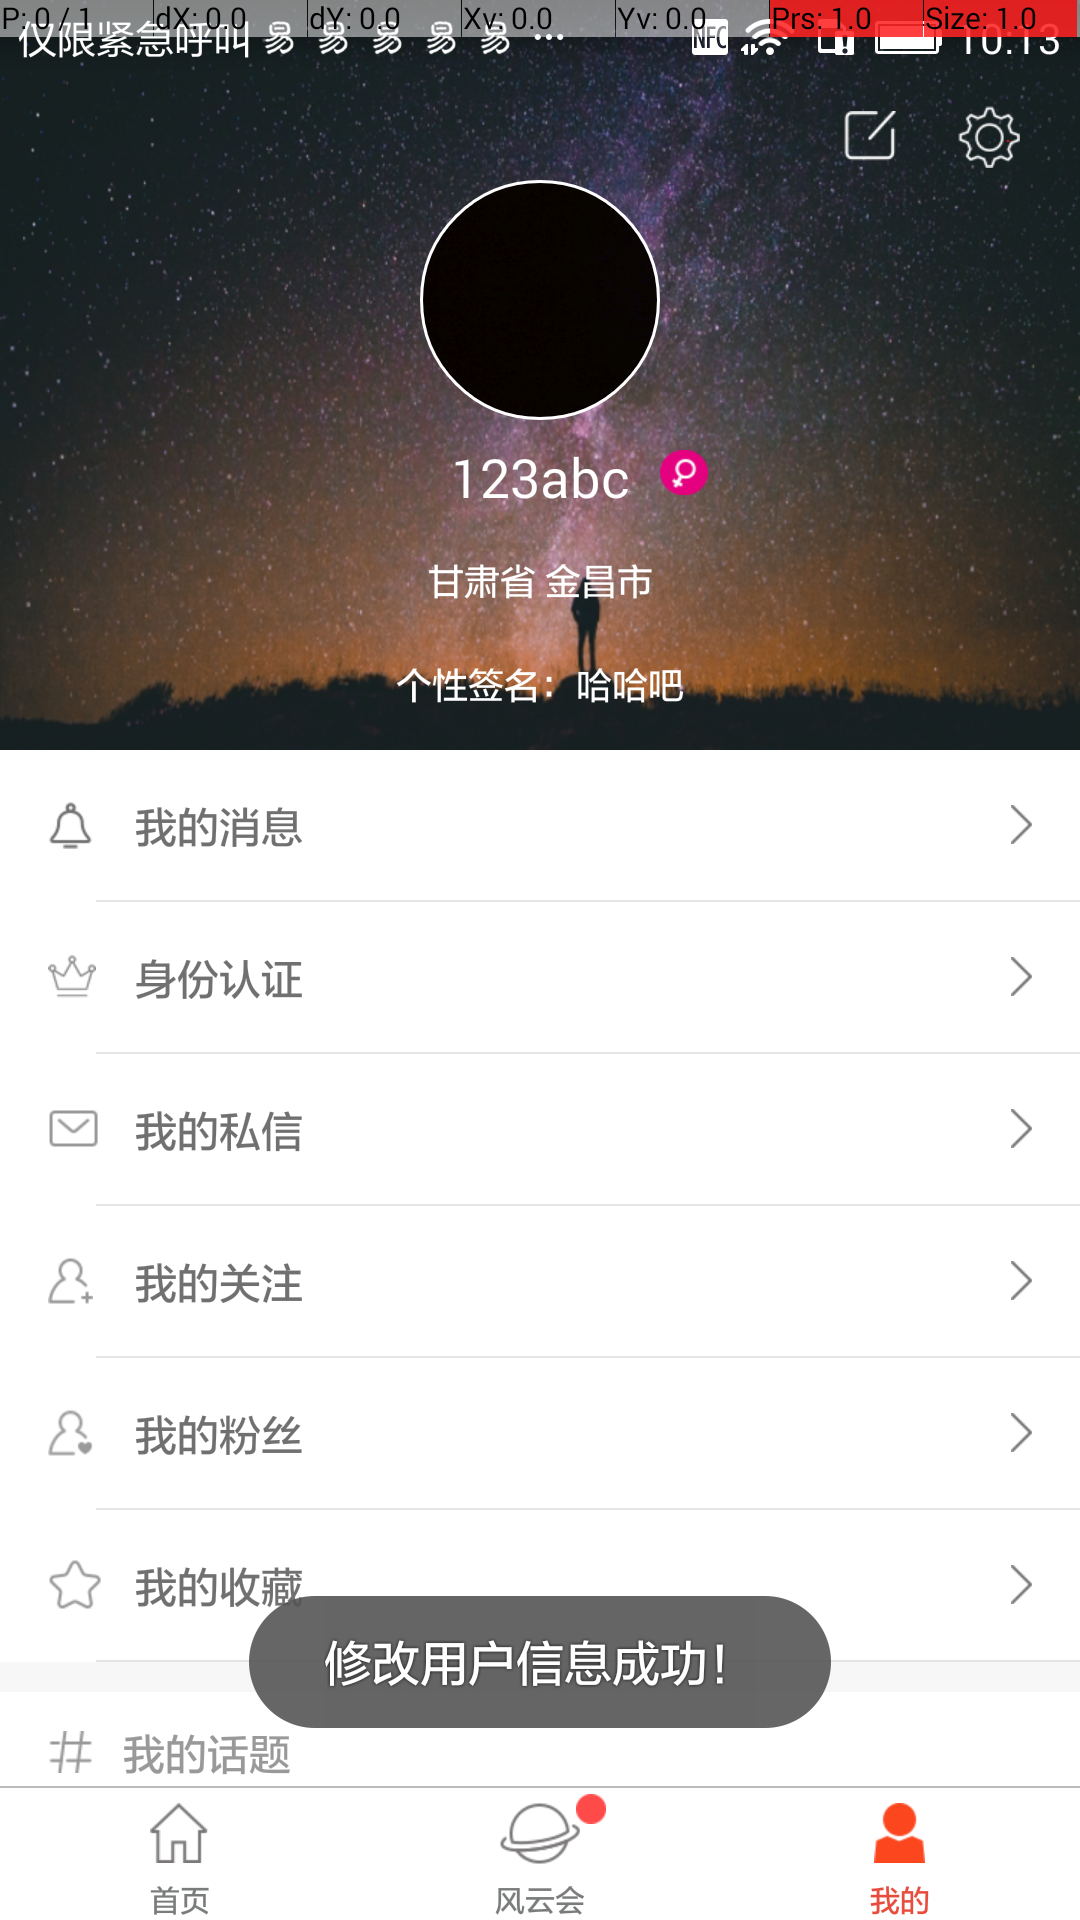 P: 0 / 1 dX: 0.0 dY: 0.0 Xv: 0.0 Yv: 0.0 Prs: 1.0 Size: 1.0
仅限紧急呼叫 易 易 易 易 易 ... NFC 10:13
123abc
甘肃省 金昌市
个性签名：哈哈吧
我的消息
身份认证
我的私信
我的关注
我的粉丝
我的收藏
修改用户信息成功！
我的话题
首页 风云会 我的